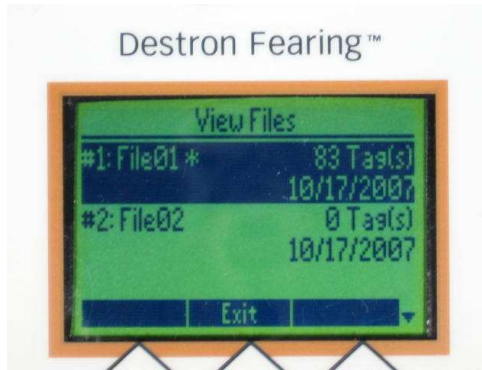 Destron Fearing™
View Files
#1: File01 * 83 Tag(s)
10/17/2007
#2: File02 0 Tag(s)
10/17/2007
Exit